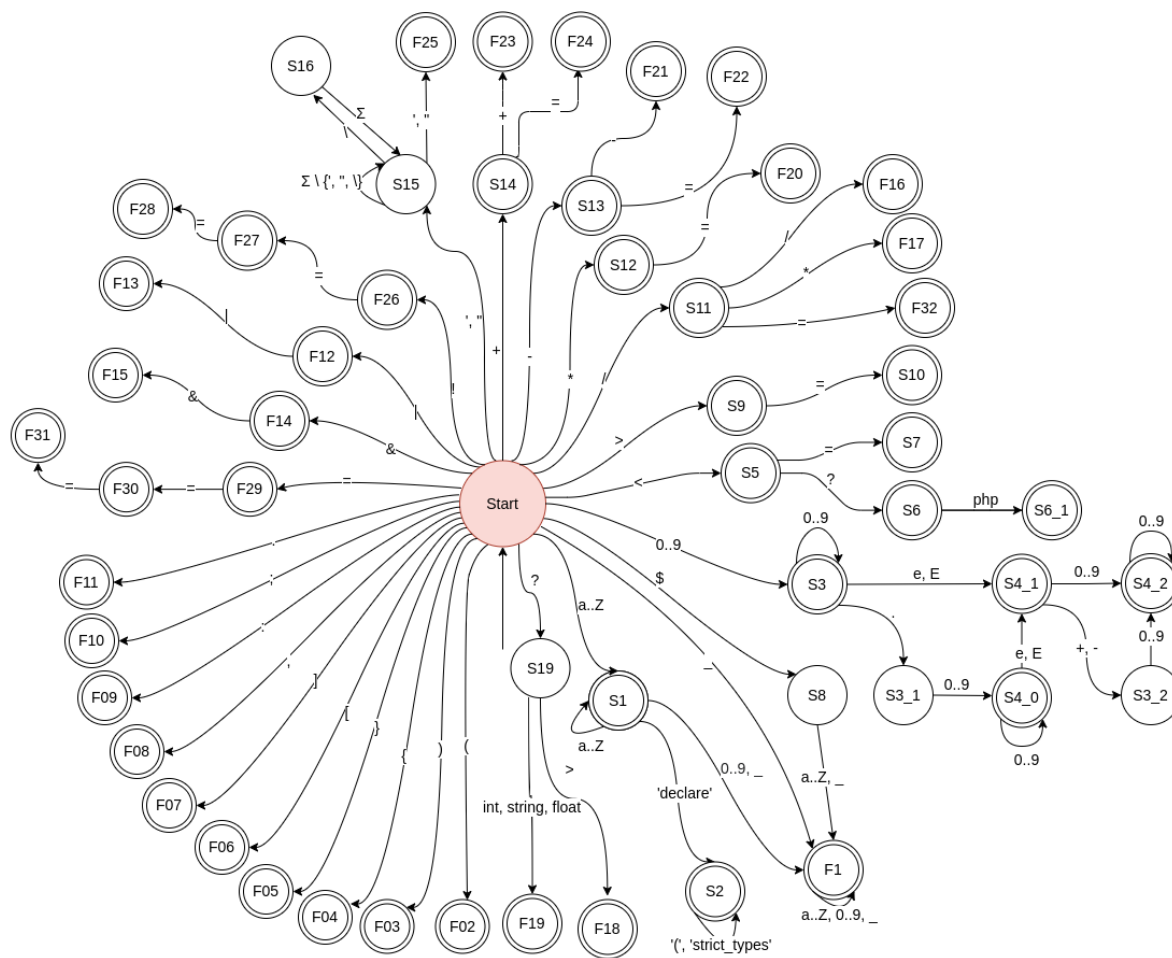 F25
F23
F24
S16
F21
F22
Σ
\
', "
+
=
-
=
Σ \ {', ", \}
S15
S14
S13
F20
F16
F28
=
F27
=
S12
/
F17
*
F13
=
F26
S11
=
F32
|
', "
F12
+
-
*
/
F15
&
!
|
S9
=
S10
F14
&
>
F31
=
F30
=
F29
=
Start
<
S5
=
S7
?
S6
php
S6_1
0..9
0..9
0..9
F11
.
;
:
,
]
[
}
{
)
(
?
a..Z
$
_
S3
e, E
S4_1
0..9
S4_2
.
+, -
0..9
e, E
F10
S19
S1
S8
S3_1
0..9
S4_0
S3_2
F09
a..Z
0..9
F08
>
0..9, _
a..Z, _
F07
int, string, float
'declare'
F06
F05
F04
F03
F02
F19
F18
S2
F1
a..Z, 0..9, _
'(', 'strict_types'